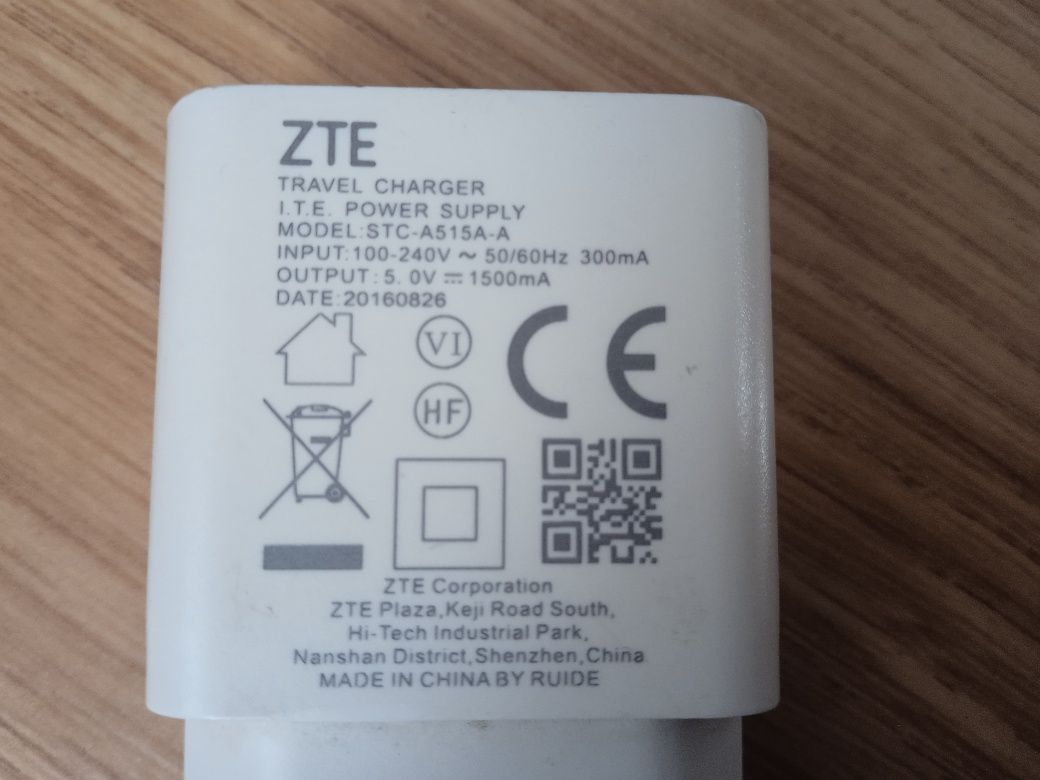 ZTE
TRAVEL CHARGER
I.T.E. POWER SUPPLY
MODEL:STC-A515A-A
INPUT:100-240V ~ 50/60Hz 300mA
OUTPUT:5.0V ⎓ 1500mA
DATE:20160826
VI
CE
HF
ZTE Corporation
ZTE Plaza,Keji Road South,
Hi-Tech Industrial Park,
Nanshan District,Shenzhen,China
MADE IN CHINA BY RUIDE